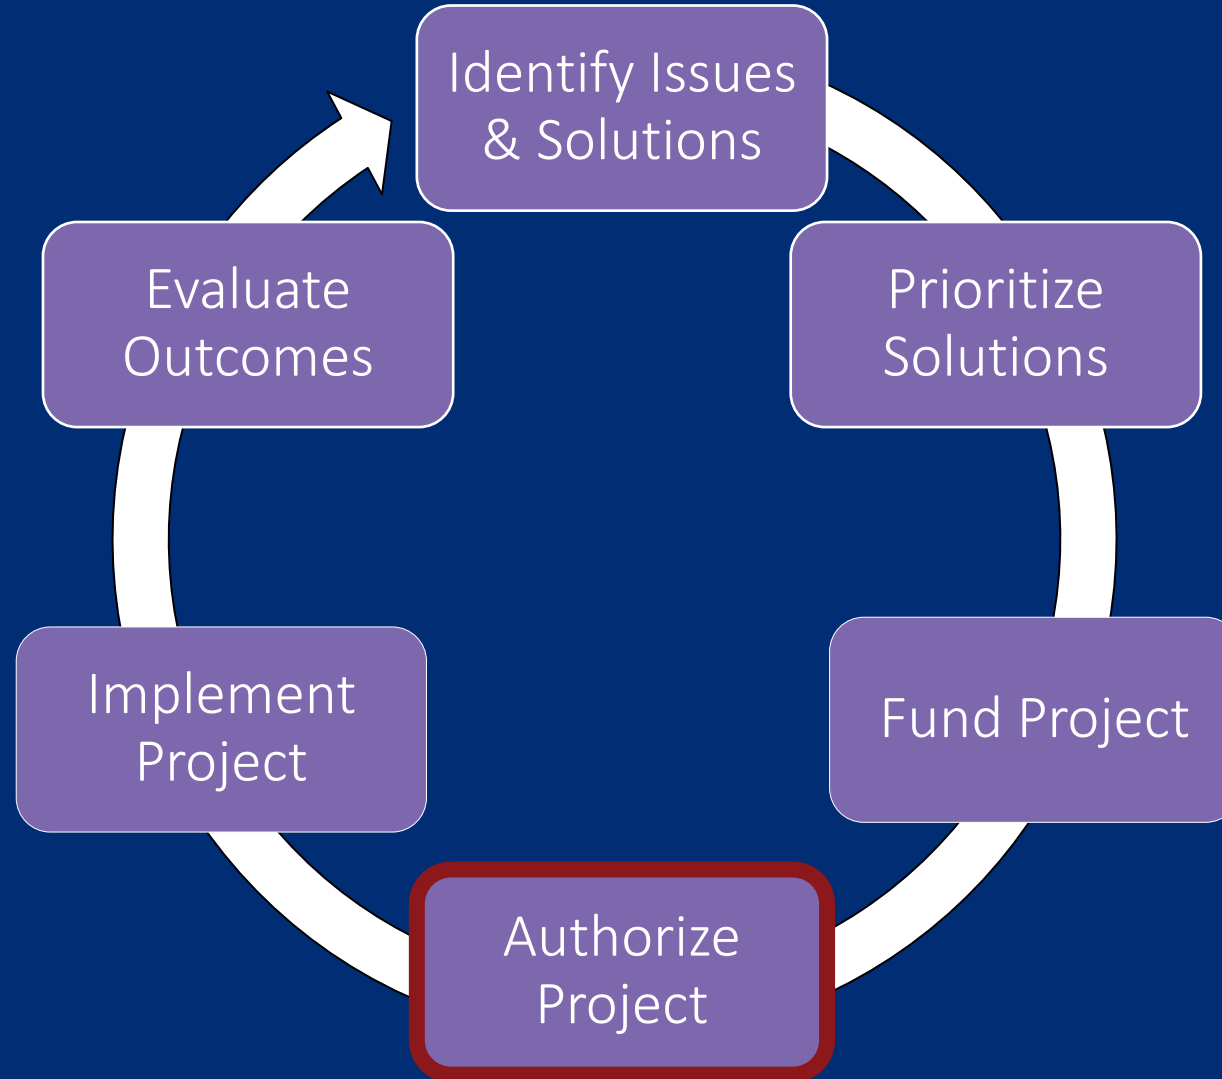 Identify Issues
& Solutions
Prioritize
Solutions
Fund Project
Authorize
Project
Implement
Project
Evaluate
Outcomes